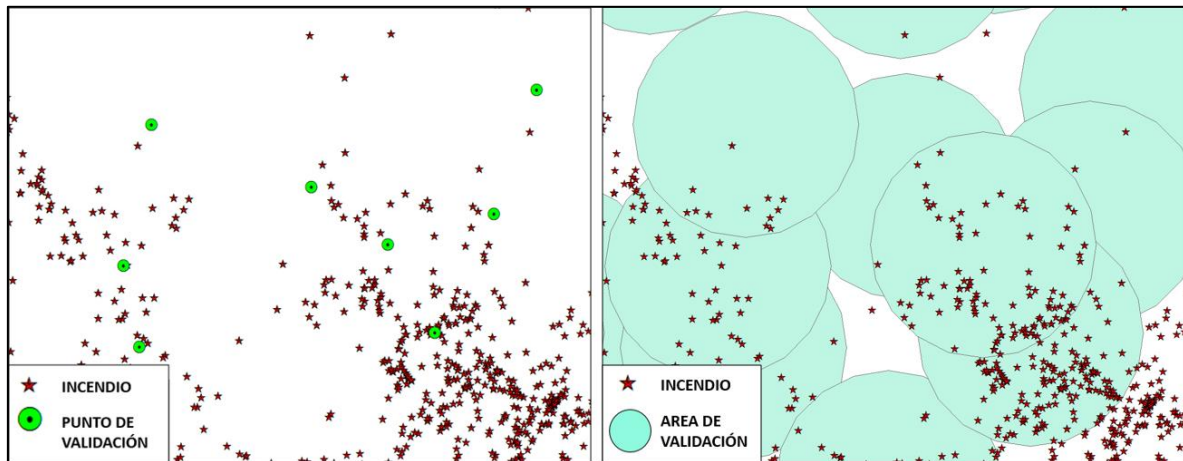 INCENDIO
PUNTO DE
VALIDACIÓN
INCENDIO
AREA DE
VALIDACIÓN